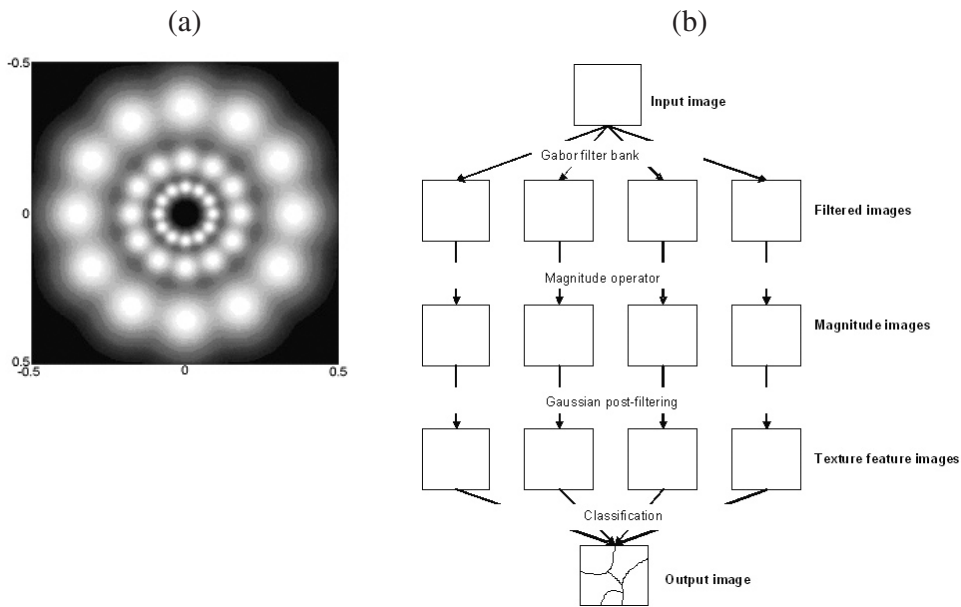 (a)
(b)
-0.5
0
0.5
-0.5
0
0.5
Input image
Gabor filter bank
Filtered images
Magnitude operator
Magnitude images
Gaussian post-filtering
Texture feature images
Classification
Output image